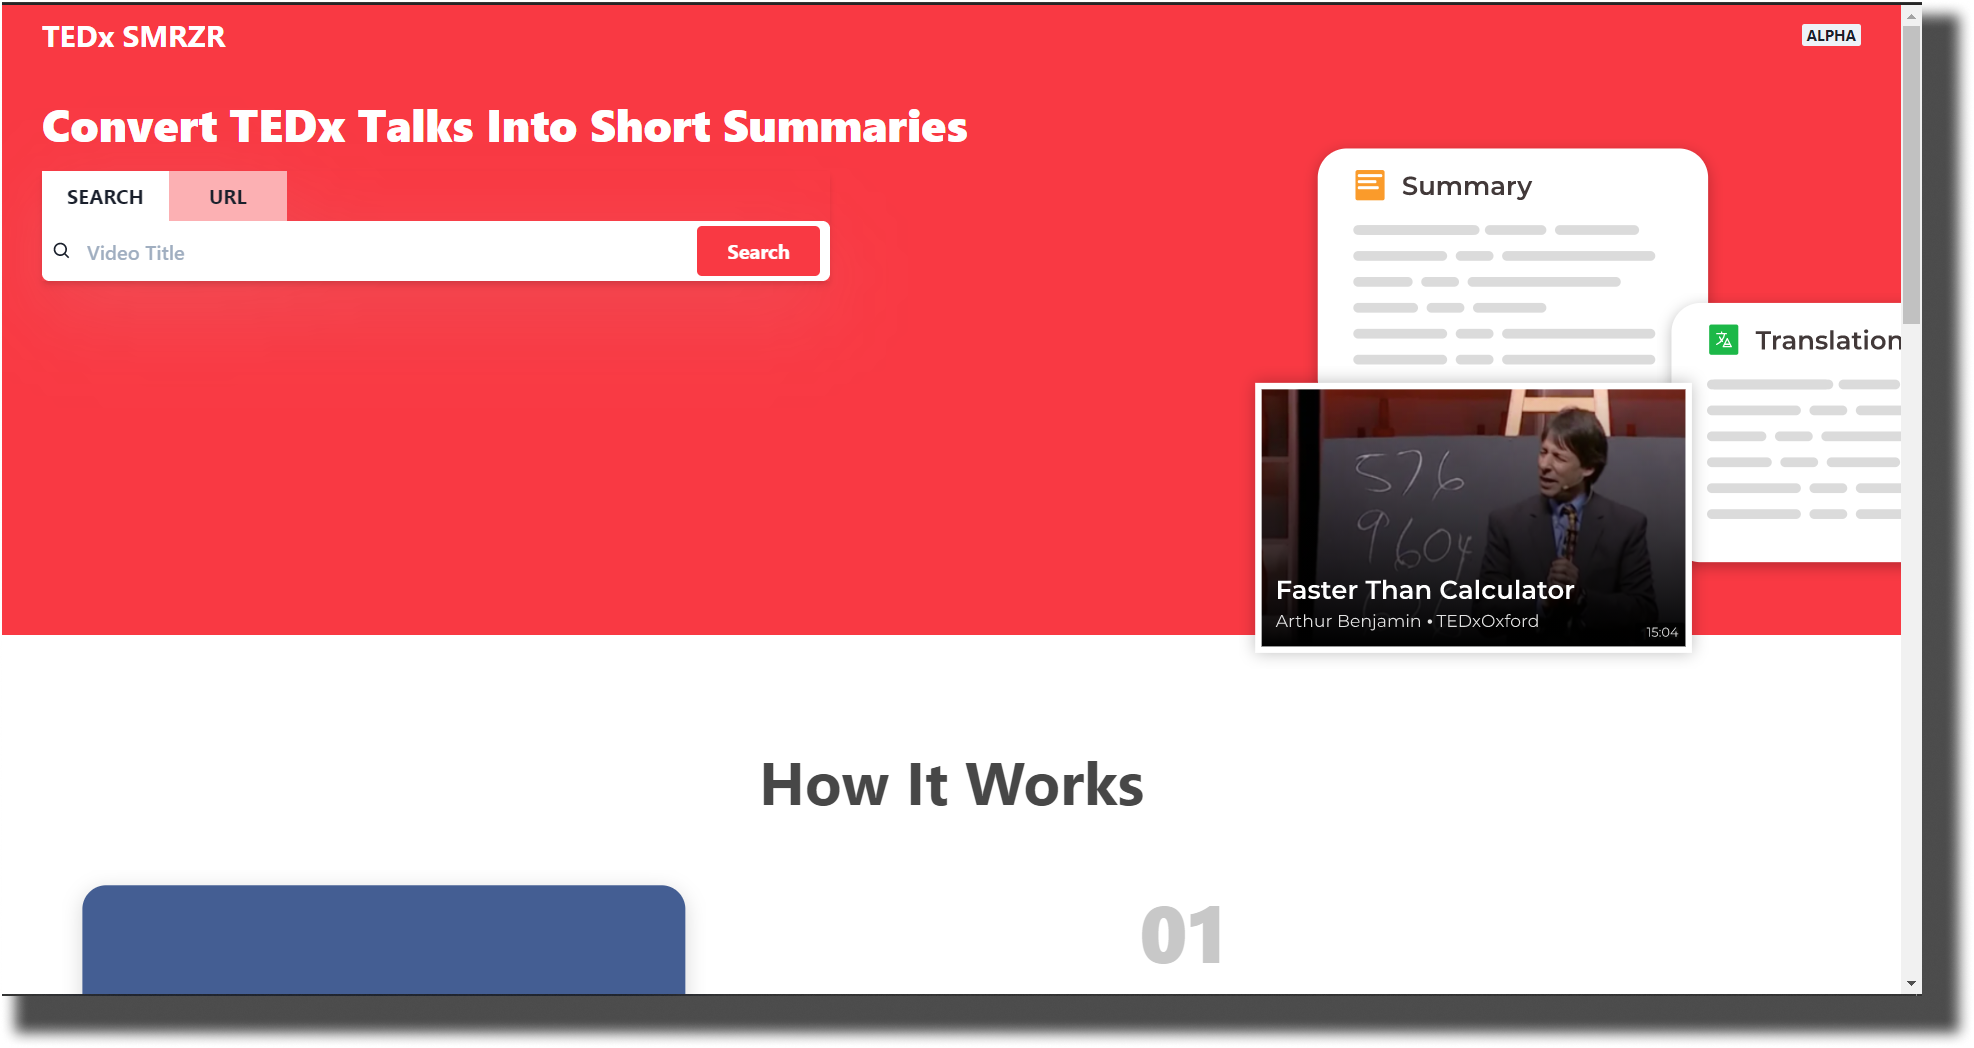 TEDx SMRZR
ALPHA
Convert TEDx Talks Into Short Summaries
SEARCH
URL
Video Title
Search
Summary
Translation
576
9604
Faster Than Calculator
Arthur Benjamin • TEDxOxford
15:04
How It Works
01